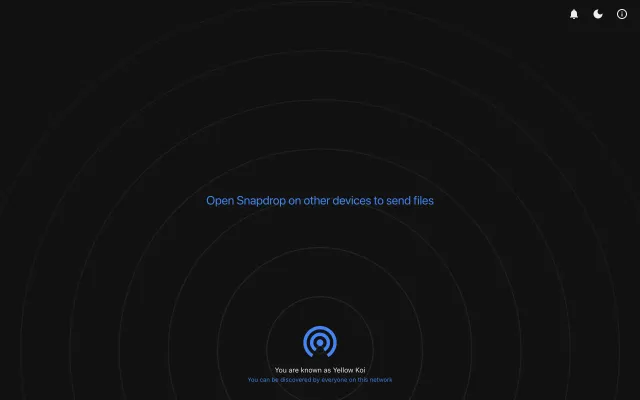 Open Snapdrop on other devices to send files
You are known as Yellow Koi
You can be discovered by everyone on this network